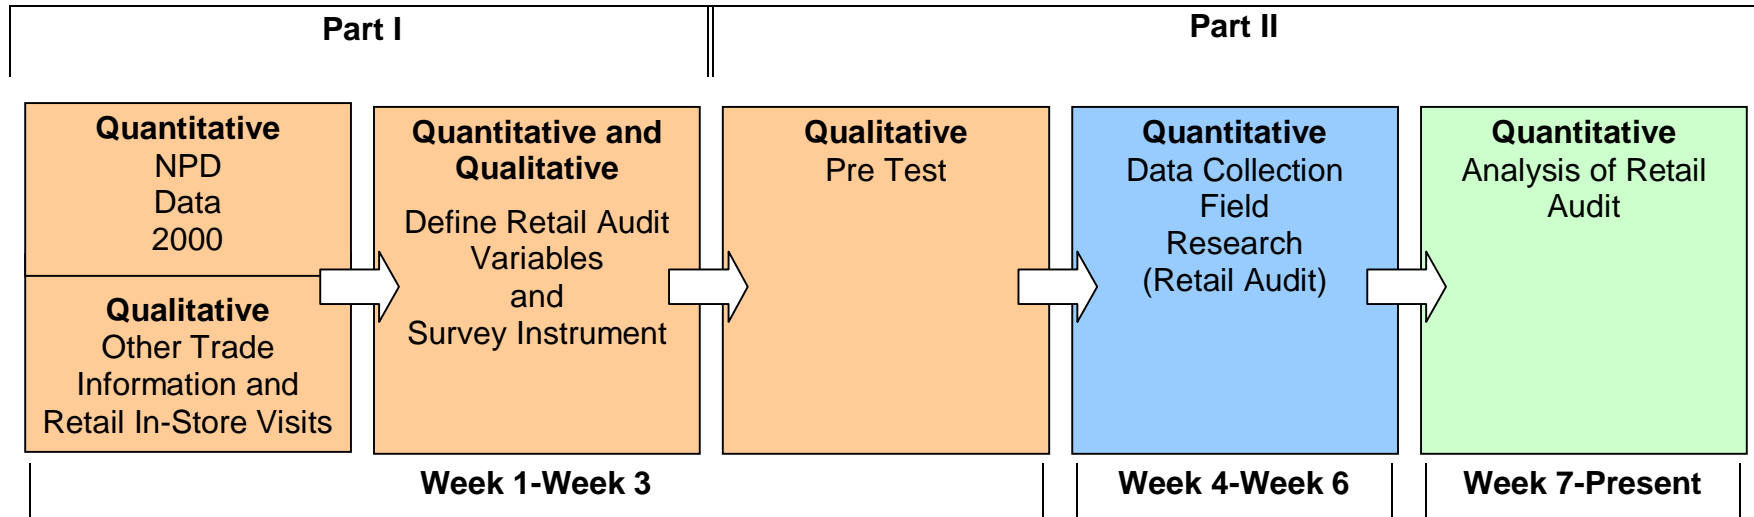 Part I
Part II
Quantitative
NPD
Data
2000
Qualitative
Other Trade
Information and
Retail In-Store Visits
Quantitative and
Qualitative
Define Retail Audit
Variables
and
Survey Instrument
Qualitative
Pre Test
Quantitative
Data Collection
Field
Research
(Retail Audit)
Quantitative
Analysis of Retail
Audit
Week 1-Week 3
Week 4-Week 6
Week 7-Present